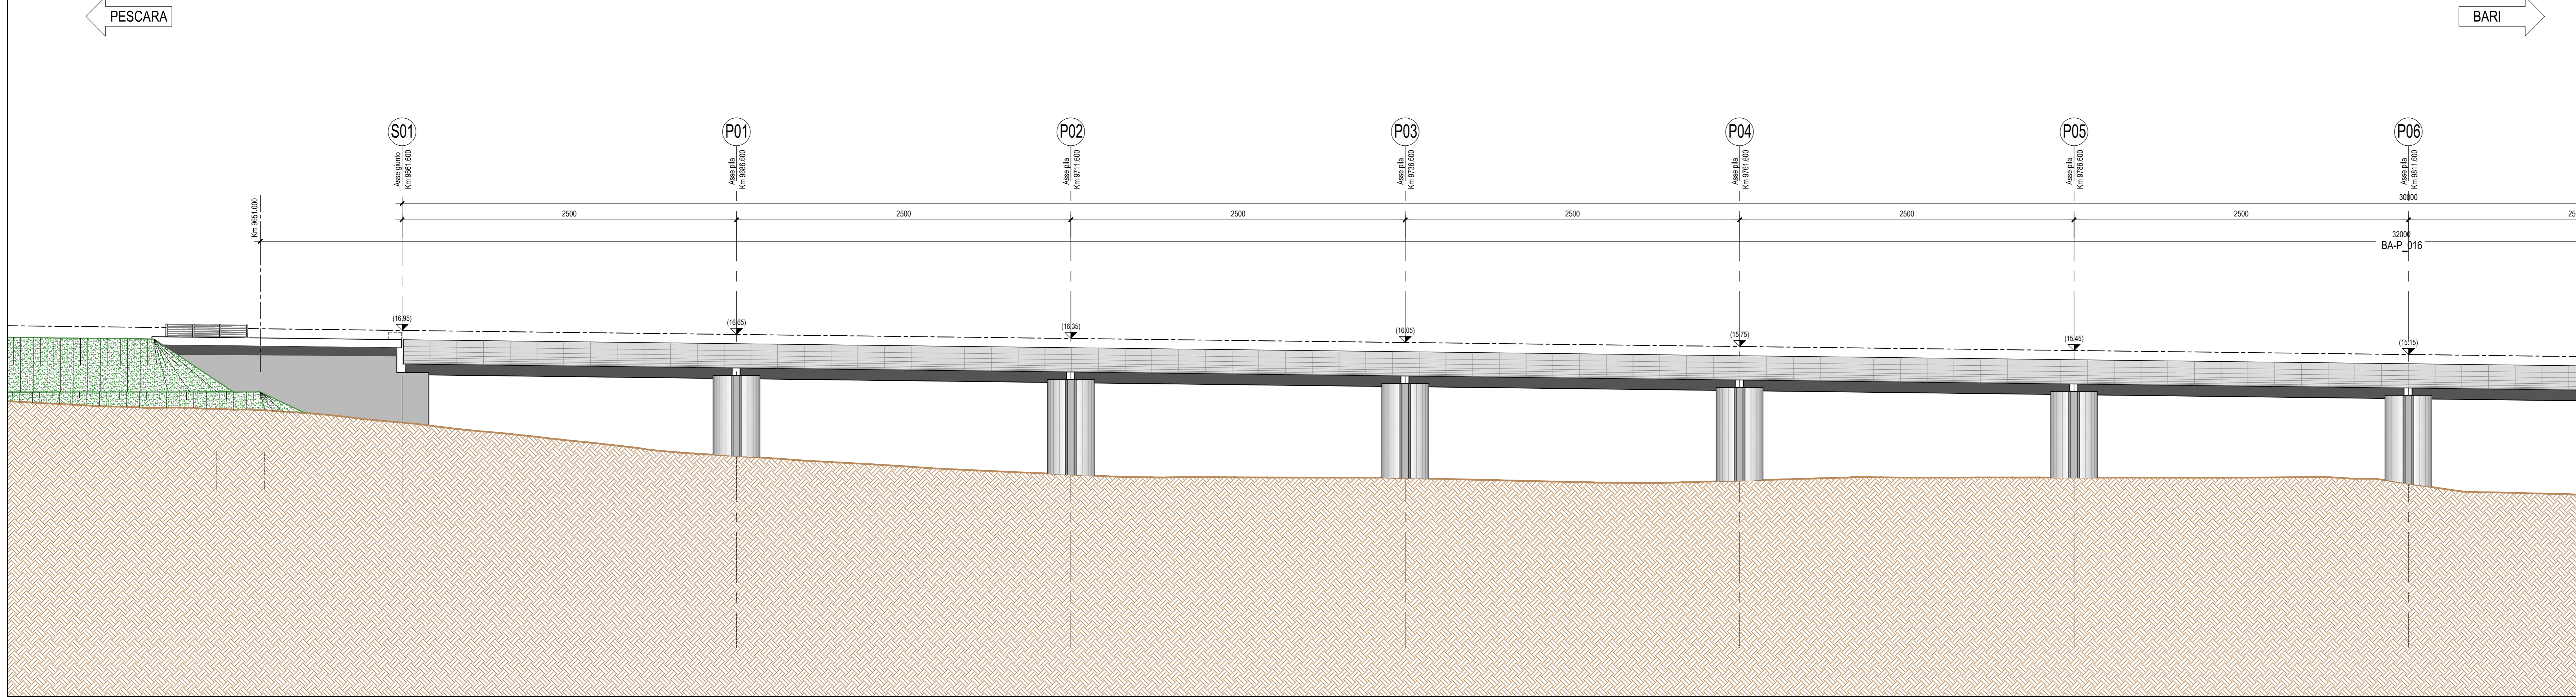 PESCARA
BARI
S01
P01
P02
P03
P04
P05
P06
Asse giunto
Km 9661.600
Asse pila
Km 9686.600
Asse pila
Km 9711.600
Asse pila
Km 9736.600
Asse pila
Km 9761.600
Asse pila
Km 9786.600
Asse pila
Km 9811.600
Km 9651.000
30000
2500
2500
2500
2500
2500
2500
32000
BA-P_016
(16.95)
(16.65)
(16.35)
(16.05)
(15.75)
(15.45)
(15.15)